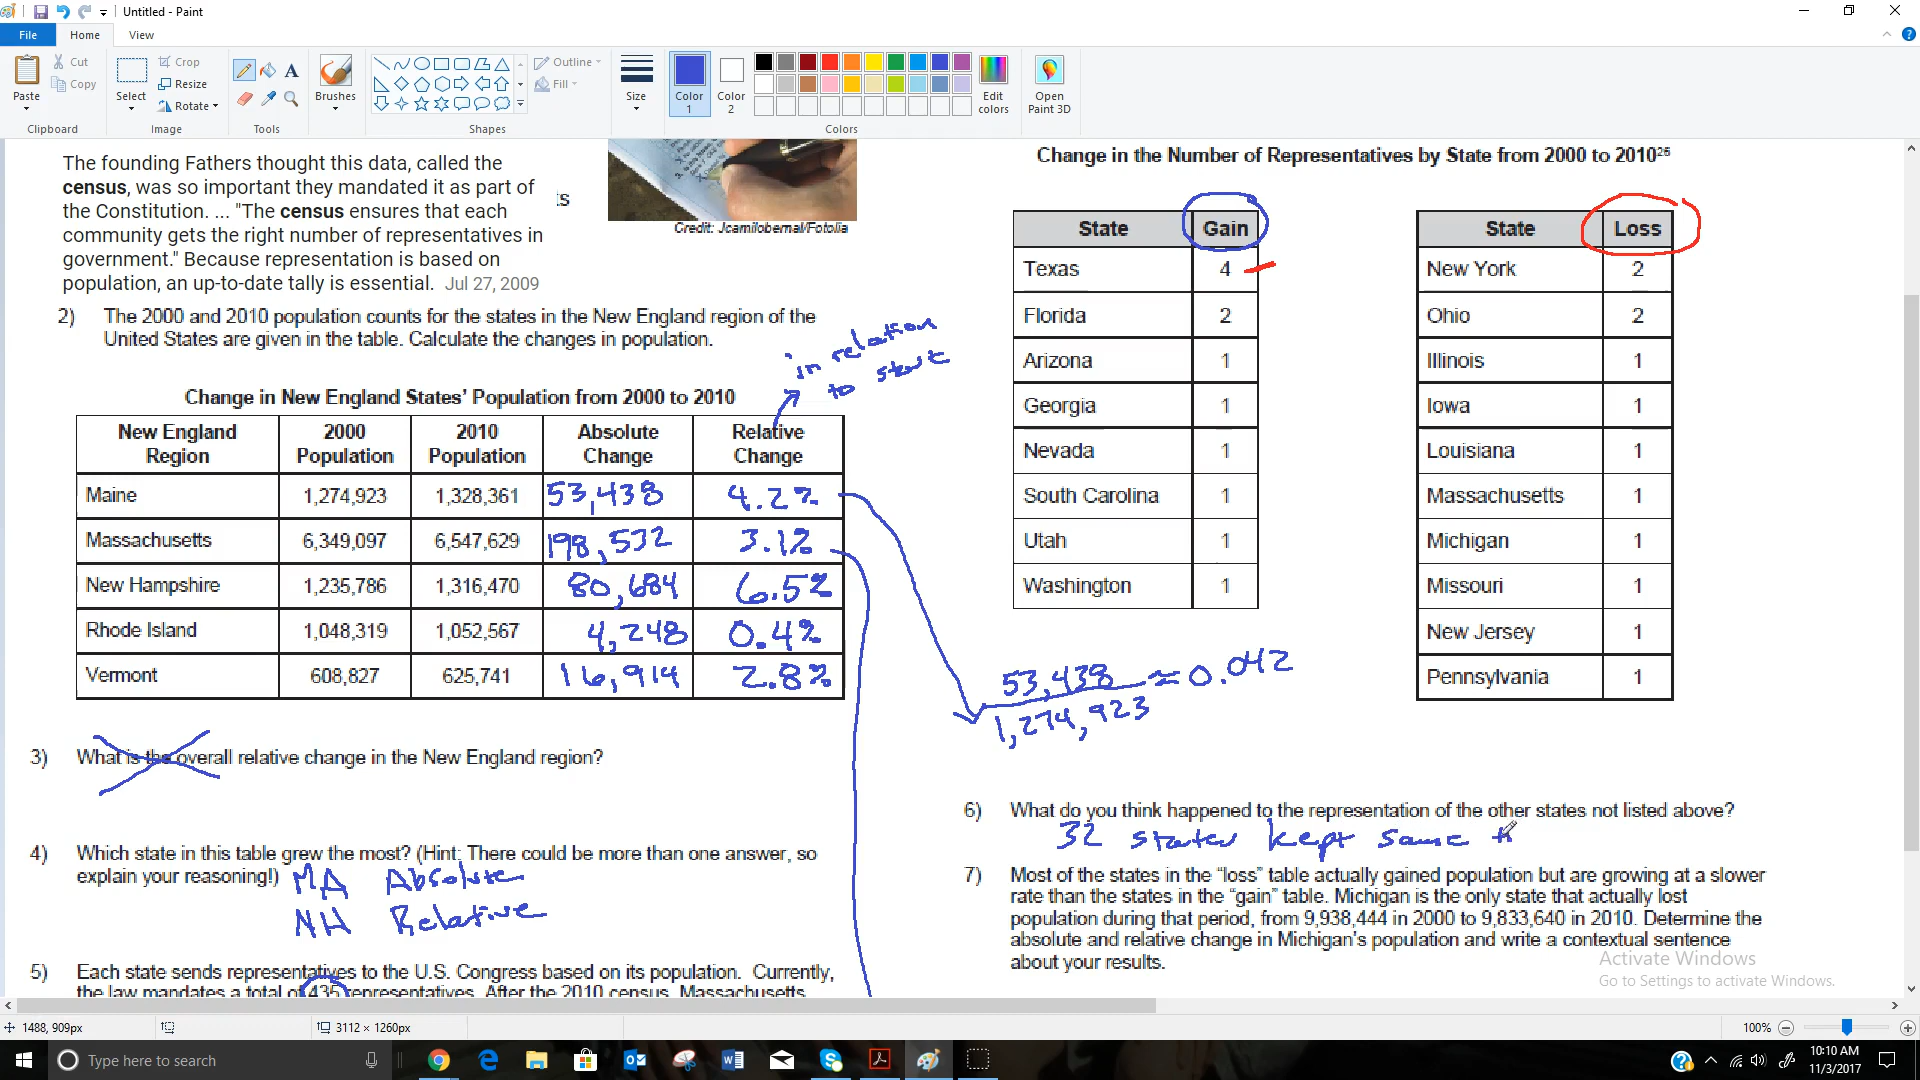 Untitled - Paint
File Home View
Paste Cut Copy Clipboard
Select Crop Resize Rotate Image
Tools
Brushes
Outline Fill Shapes
Size
Color 1 Color 2 Edit colors Colors
Open Paint 3D
The founding Fathers thought this data, called the
census, was so important they mandated it as part of
the Constitution. ... "The census ensures that each
community gets the right number of representatives in
government." Because representation is based on
population, an up-to-date tally is essential. Jul 27, 2009
Credit: Jcamilobernal/Fotolia
2) The 2000 and 2010 population counts for the states in the New England region of the
United States are given in the table. Calculate the changes in population.
in relation
to start
Change in New England States' Population from 2000 to 2010
New England Region 2000 Population 2010 Population Absolute Change Relative Change
Maine 1,274,923 1,328,361 53,438 4.2%
Massachusetts 6,349,097 6,547,629 198,532 3.1%
New Hampshire 1,235,786 1,316,470 80,684 6.5%
Rhode Island 1,048,319 1,052,567 4,248 0.4%
Vermont 608,827 625,741 16,914 2.8%
3) What is the overall relative change in the New England region?
4) Which state in this table grew the most? (Hint: There could be more than one answer, so
explain your reasoning!)
MA Absolute
NH Relative
5) Each state sends representatives to the U.S. Congress based on its population. Currently,
the law mandates a total of 435 representatives. After the 2010 census, Massachusetts
Change in the Number of Representatives by State from 2000 to 2010
State Gain
Texas 4
Florida 2
Arizona 1
Georgia 1
Nevada 1
South Carolina 1
Utah 1
Washington 1
State Loss
New York 2
Ohio 2
Illinois 1
Iowa 1
Louisiana 1
Massachusetts 1
Michigan 1
Missouri 1
New Jersey 1
Pennsylvania 1
53,438
1,274,923
≈ 0.042
6) What do you think happened to the representation of the other states not listed above?
32 states kept same
7) Most of the states in the “loss” table actually gained population but are growing at a slower
rate than the states in the “gain” table. Michigan is the only state that actually lost
population during that period, from 9,938,444 in 2000 to 9,833,640 in 2010. Determine the
absolute and relative change in Michigan's population and write a contextual sentence
about your results.
Activate Windows
Go to Settings to activate Windows.
1488, 909px 3112 × 1260px 100%
Type here to search
10:10 AM
11/3/2017